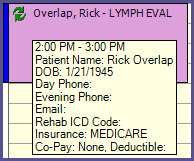 Overlap, Rick - LYMPH EVAL
2:00 PM - 3:00 PM
Patient Name: Rick Overlap
DOB: 1/21/1945
Day Phone:
Evening Phone:
Email:
Rehab ICD Code:
Insurance: MEDICARE
Co-Pay: None, Deductible: